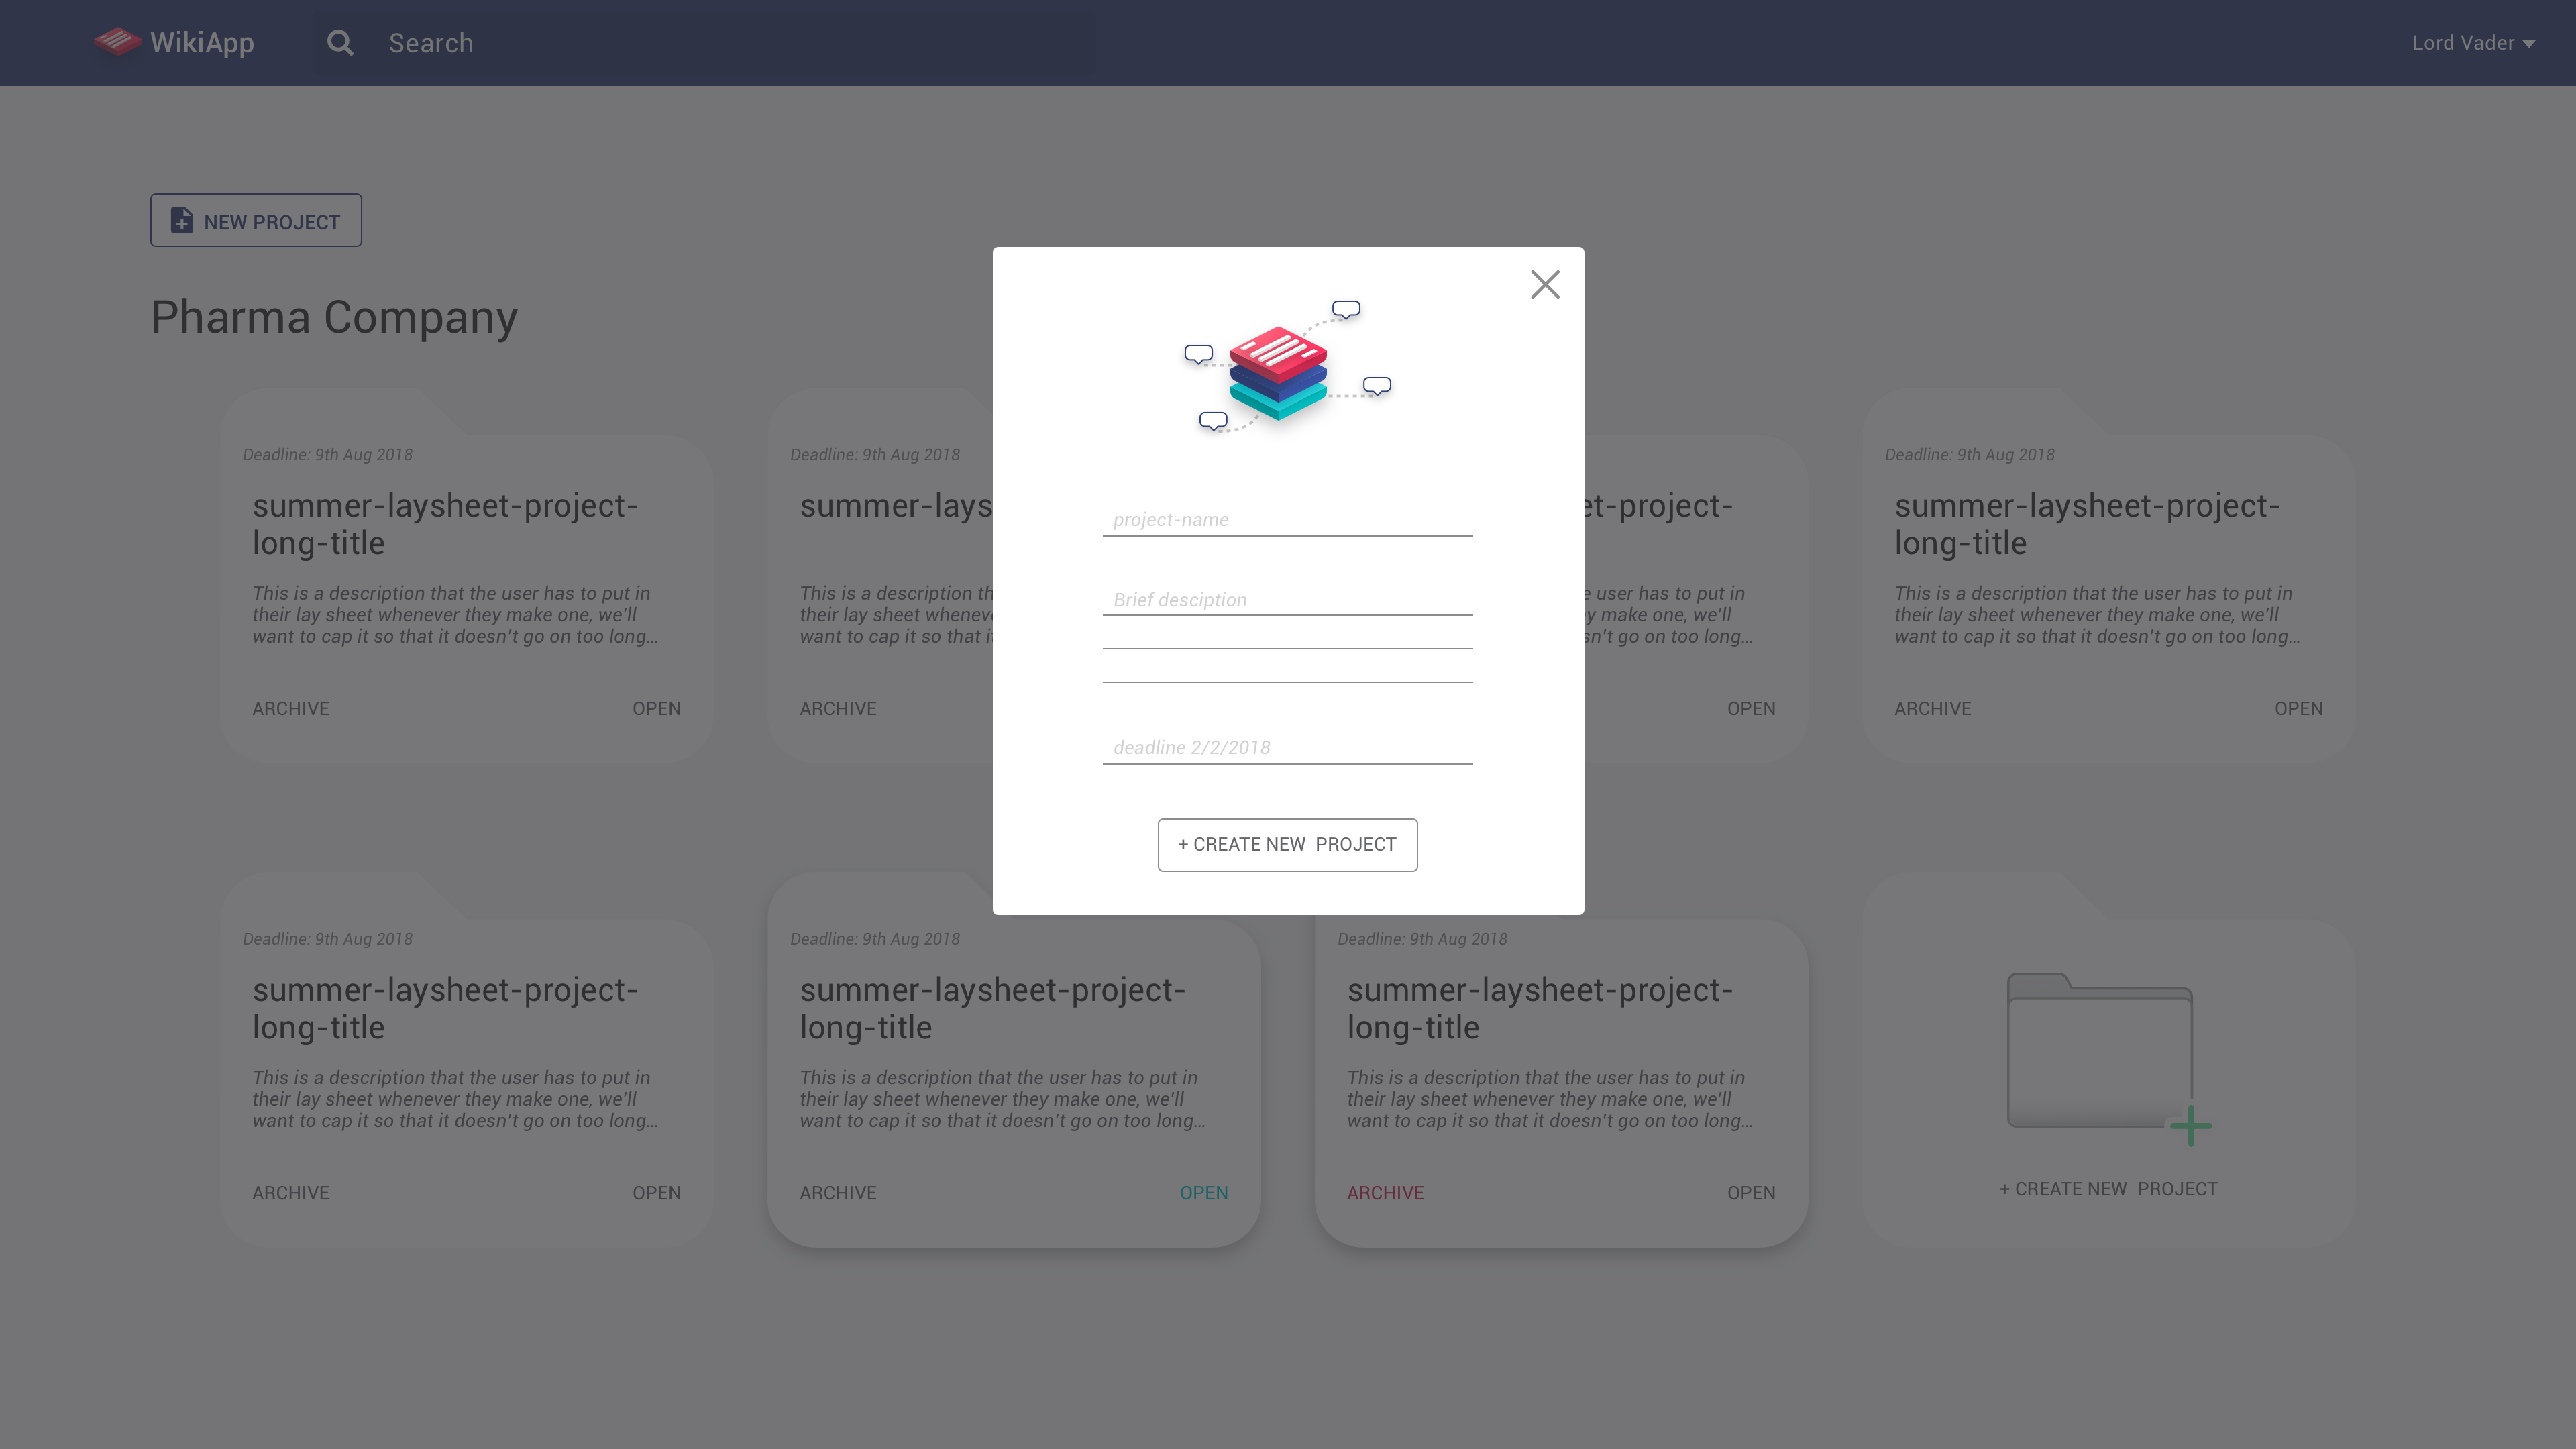 WikiApp
Search
Lord Vader
NEW PROJECT
Pharma Company
Deadline: 9th Aug 2018
summer-laysheet-project-
long-title
This is a description that the user has to put in
their lay sheet whenever they make one, we'll
want to cap it so that it doesn't go on too long...
ARCHIVE
OPEN
Deadline: 9th Aug 2018
This is a description
their lay sheet
want to cap it so that
ARCHIVE
project-name
Brief desciption
deadline 2/2/2018
+ CREATE NEW PROJECT
user has to put in
make one, we'll
go on too long...
OPEN
Deadline: 9th Aug 2018
summer-laysheet-project-
long-title
This is a description that the user has to put in
their lay sheet whenever they make one, we'll
want to cap it so that it doesn't go on too long...
ARCHIVE
OPEN
Deadline: 9th Aug 2018
summer-laysheet-project-
long-title
This is a description that the user has to put in
their lay sheet whenever they make one, we'll
want to cap it so that it doesn't go on too long...
ARCHIVE
OPEN
Deadline: 9th Aug 2018
summer-laysheet-project-
long-title
This is a description that the user has to put in
their lay sheet whenever they make one, we'll
want to cap it so that it doesn't go on too long...
ARCHIVE
OPEN
Deadline: 9th Aug 2018
summer-laysheet-project-
long-title
This is a description that the user has to put in
their lay sheet whenever they make one, we'll
want to cap it so that it doesn't go on too long...
ARCHIVE
OPEN
+ CREATE NEW PROJECT